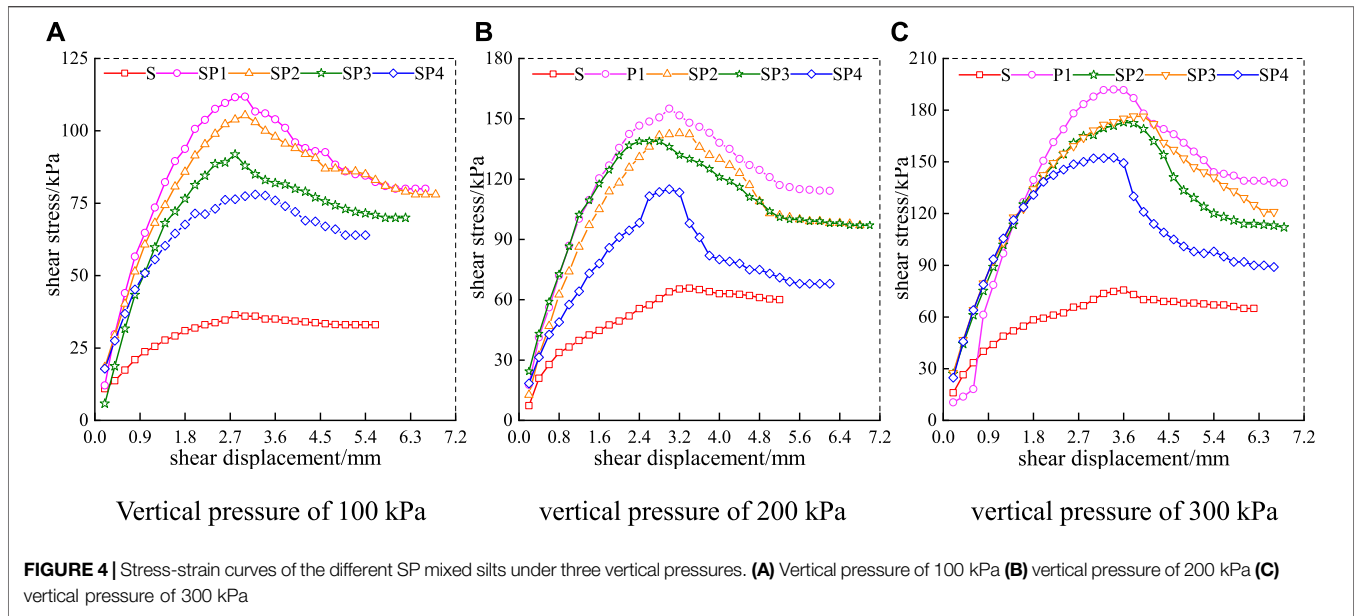 A
B
C
125
100
75
50
25
0
S SP1 SP2 SP3 SP4
0.0 0.9 1.8 2.7 3.6 4.5 5.4 6.3 7.2
shear stress/kPa
shear displacement/mm
Vertical pressure of 100 kPa
180
150
120
90
60
30
0
S P1 SP2 SP3 SP4
0.0 0.8 1.6 2.4 3.2 4.0 4.8 5.6 6.4 7.2
shear stress/kPa
shear displacement/mm
vertical pressure of 200 kPa
210
180
150
120
90
60
30
0
S P1 SP2 SP3 SP4
0.0 0.9 1.8 2.7 3.6 4.5 5.4 6.3 7.2
shear stress/kPa
shear displacement/mm
vertical pressure of 300 kPa
FIGURE 4 | Stress-strain curves of the different SP mixed silts under three vertical pressures. (A) Vertical pressure of 100 kPa (B) vertical pressure of 200 kPa (C)
vertical pressure of 300 kPa